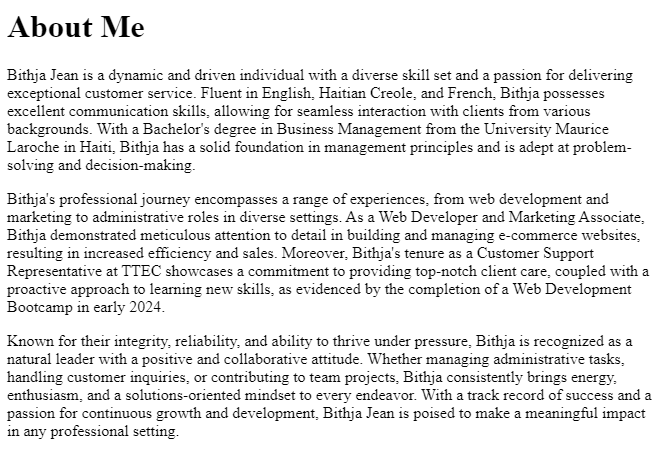 About Me
Bithja Jean is a dynamic and driven individual with a diverse skill set and a passion for delivering
exceptional customer service. Fluent in English, Haitian Creole, and French, Bithja possesses
excellent communication skills, allowing for seamless interaction with clients from various
backgrounds. With a Bachelor's degree in Business Management from the University Maurice
Laroche in Haiti, Bithja has a solid foundation in management principles and is adept at problem-
solving and decision-making.
Bithja's professional journey encompasses a range of experiences, from web development and
marketing to administrative roles in diverse settings. As a Web Developer and Marketing Associate,
Bithja demonstrated meticulous attention to detail in building and managing e-commerce websites,
resulting in increased efficiency and sales. Moreover, Bithja's tenure as a Customer Support
Representative at TTEC showcases a commitment to providing top-notch client care, coupled with a
proactive approach to learning new skills, as evidenced by the completion of a Web Development
Bootcamp in early 2024.
Known for their integrity, reliability, and ability to thrive under pressure, Bithja is recognized as a
natural leader with a positive and collaborative attitude. Whether managing administrative tasks,
handling customer inquiries, or contributing to team projects, Bithja consistently brings energy,
enthusiasm, and a solutions-oriented mindset to every endeavor. With a track record of success and a
passion for continuous growth and development, Bithja Jean is poised to make a meaningful impact
in any professional setting.